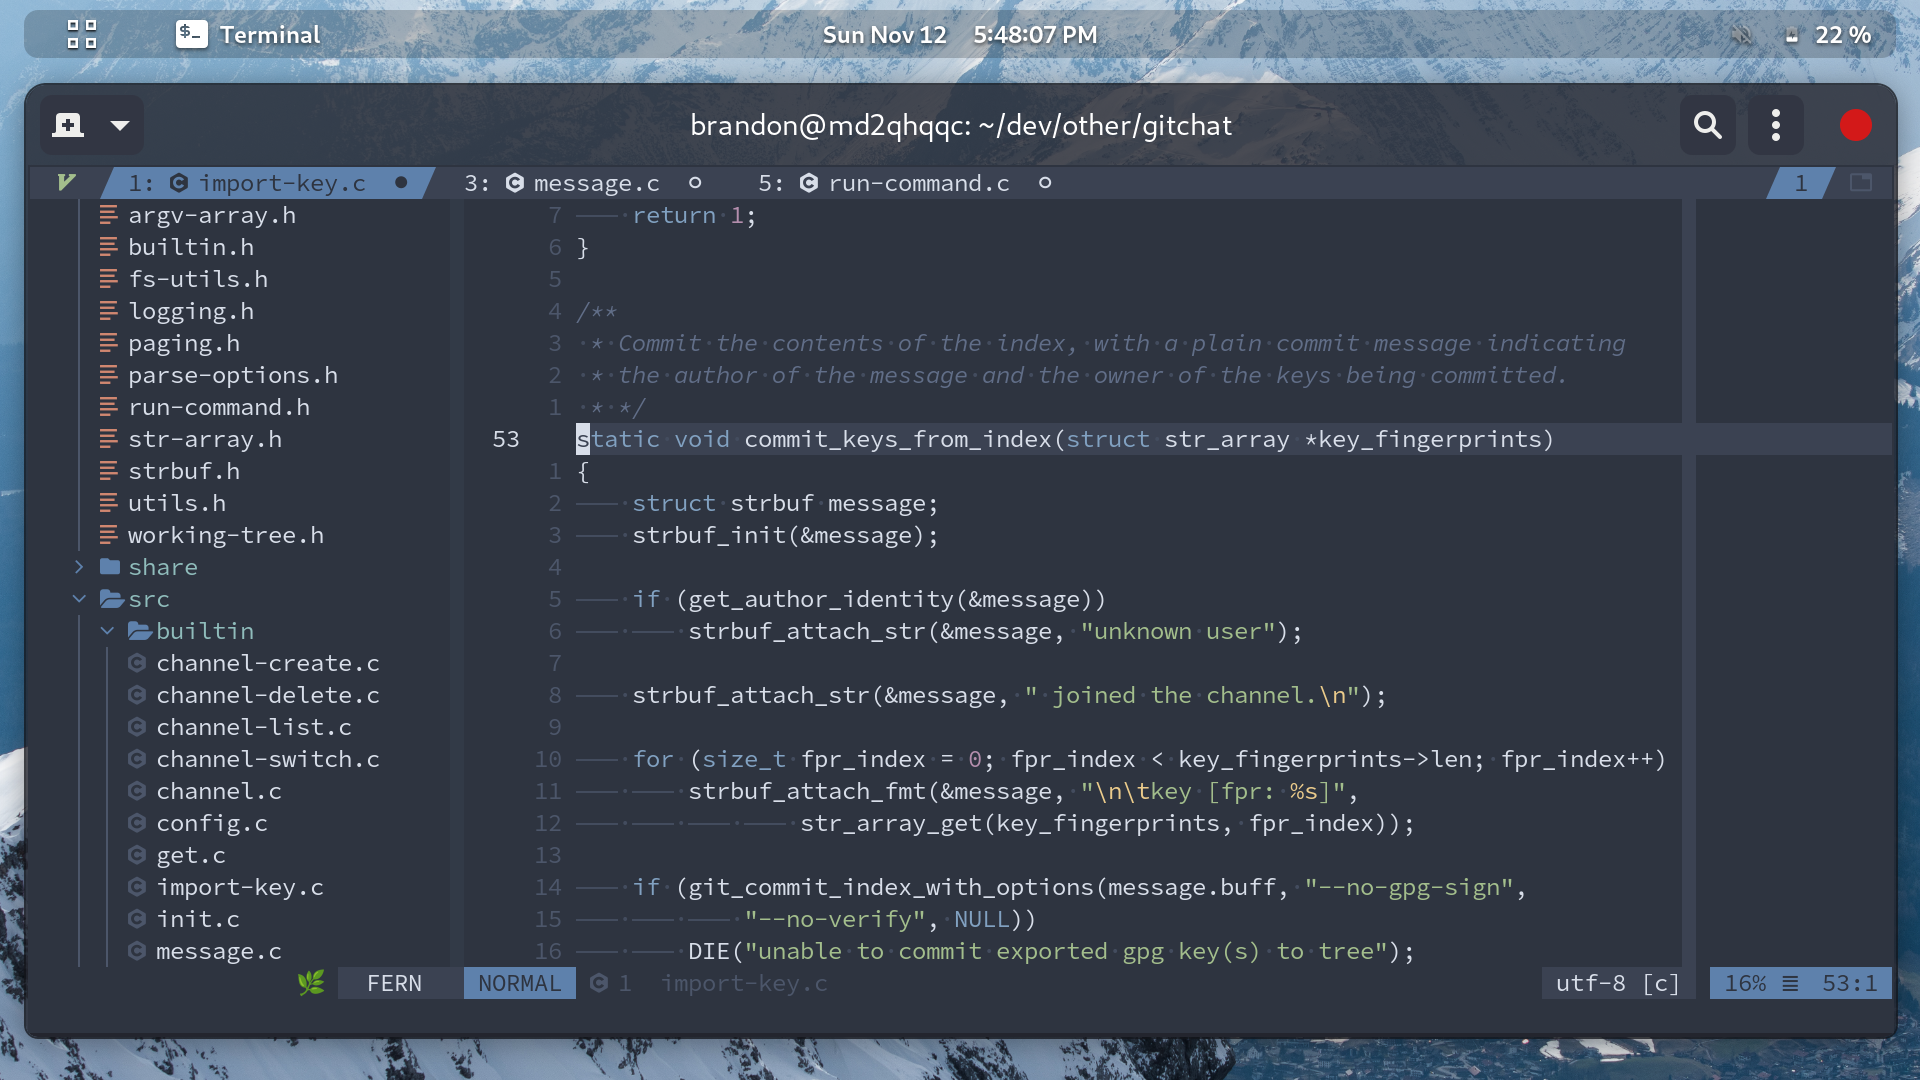 $_ Terminal
Sun Nov 12 5:48:07 PM
22 %
brandon@md2qhqqc: ~/dev/other/gitchat
1: import-key.c ● 3: message.c ○ 5: run-command.c ○ 1
argv-array.h
builtin.h
fs-utils.h
logging.h
paging.h
parse-options.h
run-command.h
str-array.h
strbuf.h
utils.h
working-tree.h
share
src
builtin
channel-create.c
channel-delete.c
channel-list.c
channel-switch.c
channel.c
config.c
get.c
import-key.c
init.c
message.c
7 return 1;
6 }
5
4 /**
3 * Commit the contents of the index, with a plain commit message indicating
2 * the author of the message and the owner of the keys being committed.
1 * */
53 static void commit_keys_from_index(struct str_array *key_fingerprints)
1 {
2 struct strbuf message;
3 strbuf_init(&message);
4
5 if (get_author_identity(&message))
6 strbuf_attach_str(&message, "unknown user");
7
8 strbuf_attach_str(&message, " joined the channel.\n");
9
10 for (size_t fpr_index = 0; fpr_index < key_fingerprints->len; fpr_index++)
11 strbuf_attach_fmt(&message, "\n\tkey [fpr: %s]",
12 str_array_get(key_fingerprints, fpr_index));
13
14 if (git_commit_index_with_options(message.buff, "--no-gpg-sign",
15 "--no-verify", NULL))
16 DIE("unable to commit exported gpg key(s) to tree");
FERN NORMAL 1 import-key.c utf-8 [c] 16% ≡ 53:1